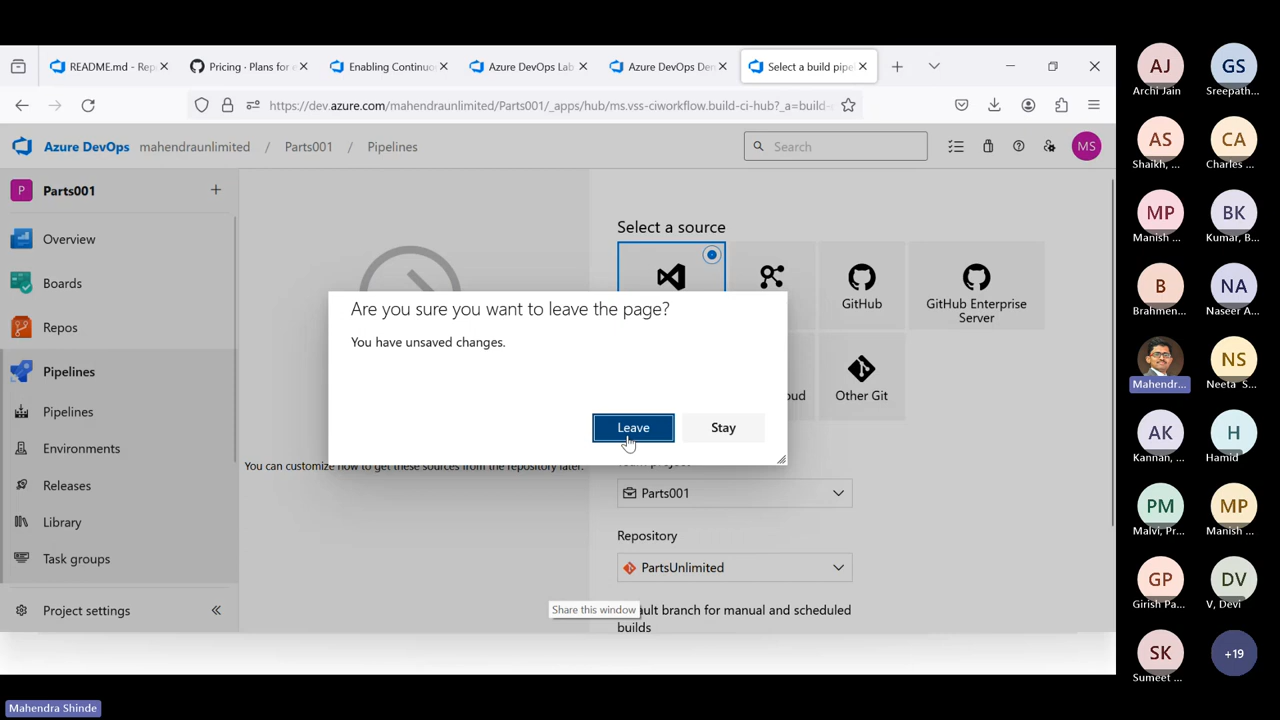 README.md - Rep
Pricing · Plans for e
Enabling Continuo
Azure DevOps Lab
Azure DevOps Den
Select a build pipe
https://dev.azure.com/mahendraunlimited/Parts001/_apps/hub/ms.vss-ciworkflow.build-ci-hub?_a=build-
Azure DevOps mahendraunlimited / Parts001 / Pipelines
Search
MS
P Parts001
Overview
Boards
Repos
Pipelines
Pipelines
Environments
Releases
Library
Task groups
Project settings
You can customize how to get these sources from the repository later.
Select a source
GitHub
GitHub Enterprise
Server
oud
Other Git
Are you sure you want to leave the page?
You have unsaved changes.
Leave
Stay
Team project
Parts001
Repository
PartsUnlimited
Share this window
ault branch for manual and scheduled
builds
AJ
Archi Jain
GS
Sreepath...
AS
Shaikh, ...
CA
Charles ...
MP
Manish ...
BK
Kumar, B...
B
Brahmen...
NA
Naseer A...
Mahendr...
NS
Neeta S...
AK
Kannan, ...
H
Hamid
PM
Malvi, Pr...
MP
Manish ...
GP
Girish Pa...
DV
V, Devi
SK
Sumeet ...
+19
Mahendra Shinde